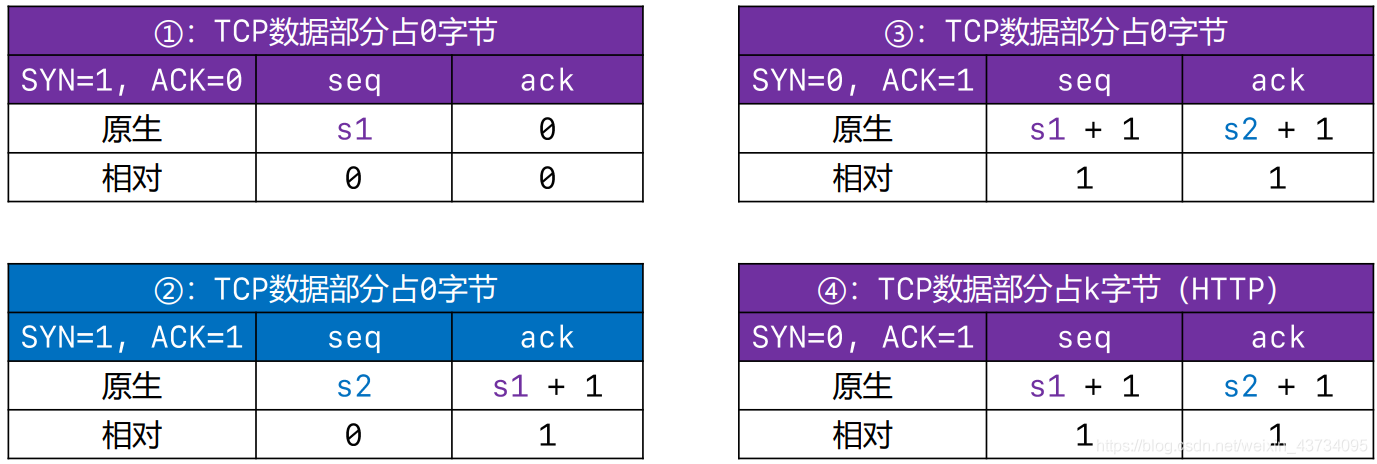 ①：TCP数据部分占0字节
SYN=1, ACK=0 seq ack
原生 s1 0
相对 0 0
②：TCP数据部分占0字节
SYN=1, ACK=1 seq ack
原生 s2 s1 + 1
相对 0 1
③：TCP数据部分占0字节
SYN=0, ACK=1 seq ack
原生 s1 + 1 s2 + 1
相对 1 1
④：TCP数据部分占k字节（HTTP）
SYN=0, ACK=1 seq ack
原生 s1 + 1 s2 + 1
相对 1 1
https://blog.csdn.net/weixin_43734095